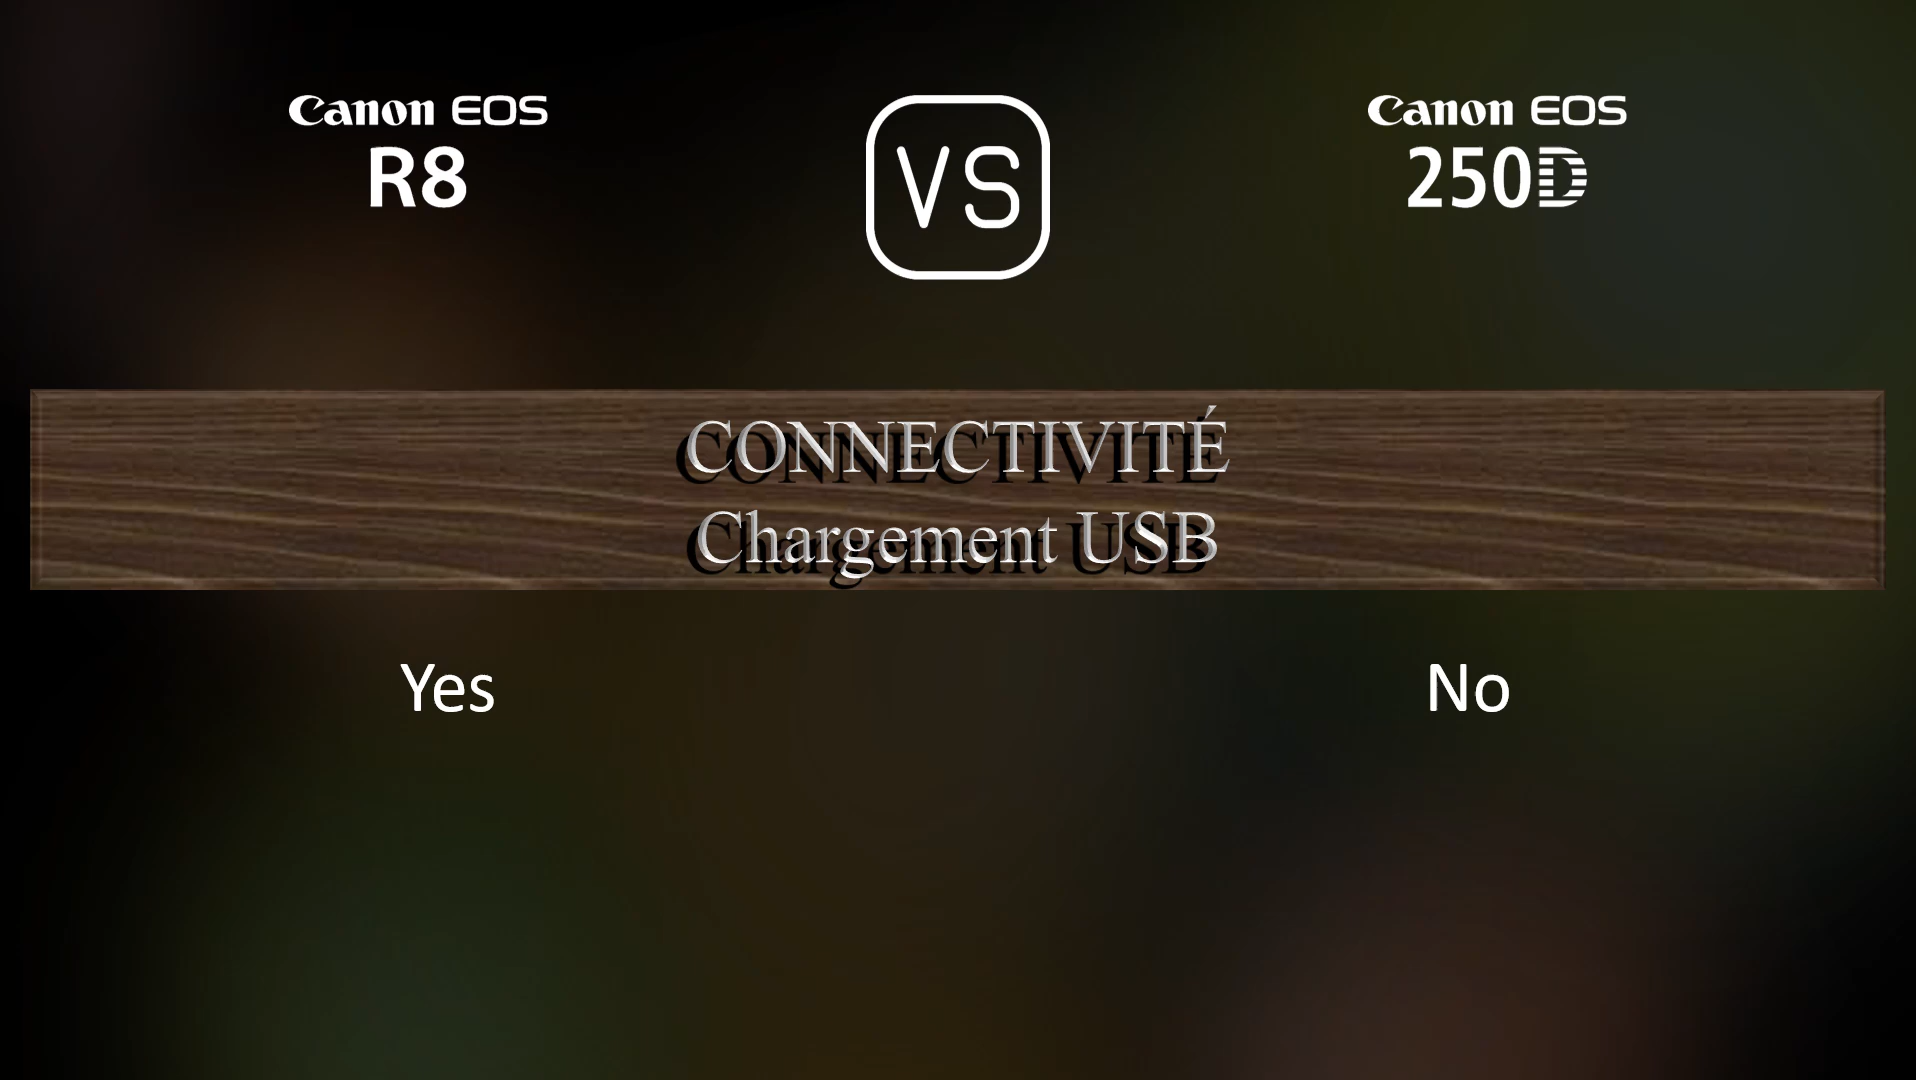 Canon EOS
R8
VS
Canon EOS
250D
CONNECTIVITÉ
Chargement USB
Yes
No